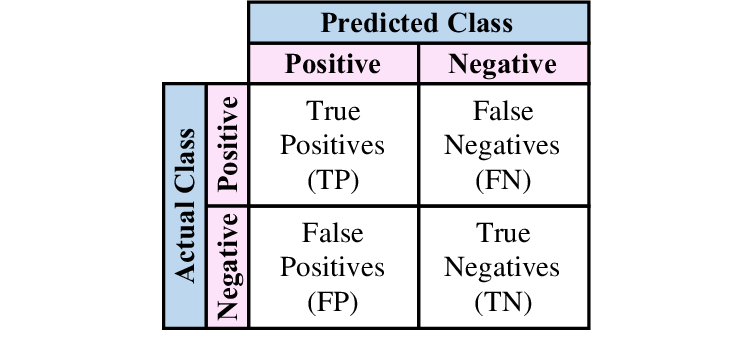 Predicted Class
Positive
Negative
Actual Class
Positive
True
Positives
(TP)
False
Negatives
(FN)
Negative
False
Positives
(FP)
True
Negatives
(TN)